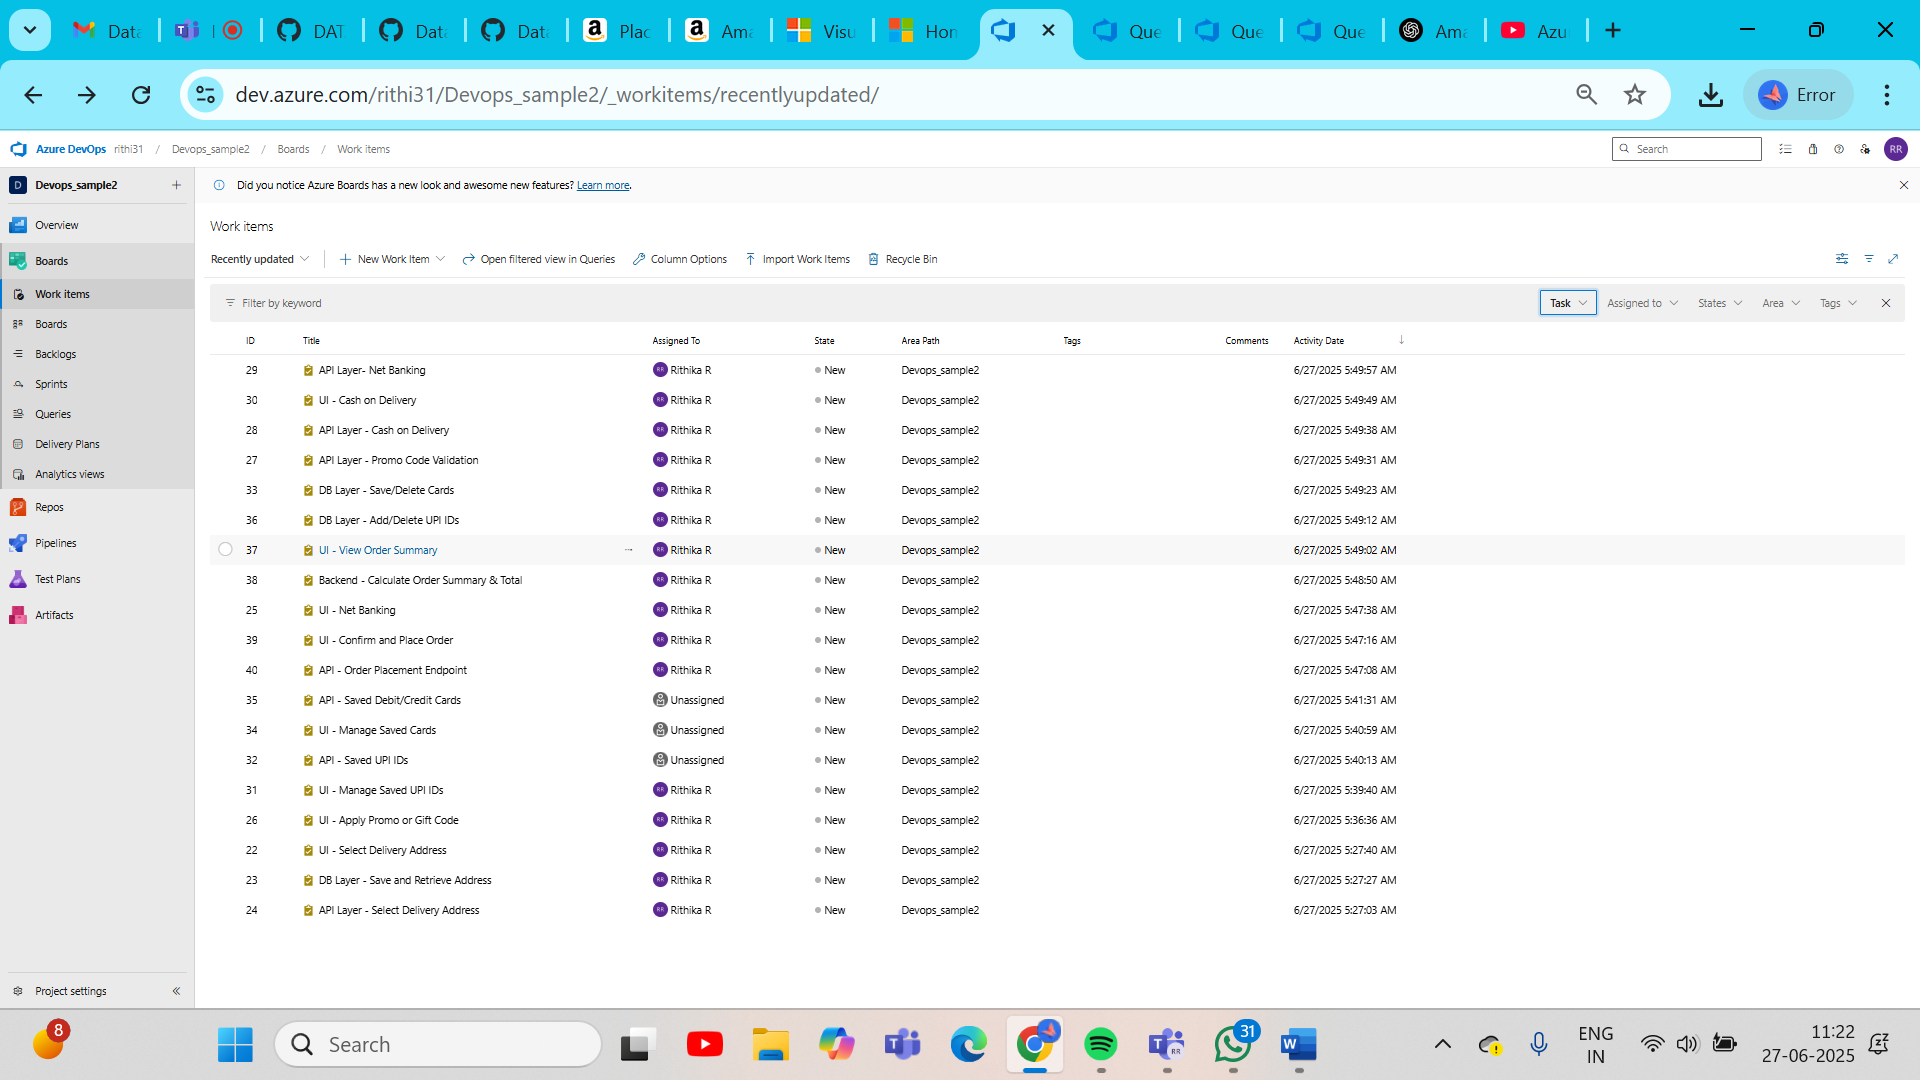 Data
DAT
Data
Data
Plac
Ama
Visu
Hon
Que
Que
Que
Ama
Azu
dev.azure.com/rithi31/Devops_sample2/_workitems/recentlyupdated/
Error
Azure DevOps rithi31 / Devops_sample2 / Boards / Work items
Search
RR
D Devops_sample2
Did you notice Azure Boards has a new look and awesome new features? Learn more.
Overview
Boards
Work items
Boards
Backlogs
Sprints
Queries
Delivery Plans
Analytics views
Repos
Pipelines
Test Plans
Artifacts
Project settings
Work items
Recently updated New Work Item Open filtered view in Queries Column Options Import Work Items Recycle Bin
Filter by keyword Task Assigned to States Area Tags
ID Title Assigned To State Area Path Tags Comments Activity Date
29 API Layer- Net Banking RR Rithika R New Devops_sample2 6/27/2025 5:49:57 AM
30 UI - Cash on Delivery RR Rithika R New Devops_sample2 6/27/2025 5:49:49 AM
28 API Layer - Cash on Delivery RR Rithika R New Devops_sample2 6/27/2025 5:49:38 AM
27 API Layer - Promo Code Validation RR Rithika R New Devops_sample2 6/27/2025 5:49:31 AM
33 DB Layer - Save/Delete Cards RR Rithika R New Devops_sample2 6/27/2025 5:49:23 AM
36 DB Layer - Add/Delete UPI IDs RR Rithika R New Devops_sample2 6/27/2025 5:49:12 AM
37 UI - View Order Summary RR Rithika R New Devops_sample2 6/27/2025 5:49:02 AM
38 Backend - Calculate Order Summary & Total RR Rithika R New Devops_sample2 6/27/2025 5:48:50 AM
25 UI - Net Banking RR Rithika R New Devops_sample2 6/27/2025 5:47:38 AM
39 UI - Confirm and Place Order RR Rithika R New Devops_sample2 6/27/2025 5:47:16 AM
40 API - Order Placement Endpoint RR Rithika R New Devops_sample2 6/27/2025 5:47:08 AM
35 API - Saved Debit/Credit Cards Unassigned New Devops_sample2 6/27/2025 5:41:31 AM
34 UI - Manage Saved Cards Unassigned New Devops_sample2 6/27/2025 5:40:59 AM
32 API - Saved UPI IDs Unassigned New Devops_sample2 6/27/2025 5:40:13 AM
31 UI - Manage Saved UPI IDs RR Rithika R New Devops_sample2 6/27/2025 5:39:40 AM
26 UI - Apply Promo or Gift Code RR Rithika R New Devops_sample2 6/27/2025 5:36:36 AM
22 UI - Select Delivery Address RR Rithika R New Devops_sample2 6/27/2025 5:27:40 AM
23 DB Layer - Save and Retrieve Address RR Rithika R New Devops_sample2 6/27/2025 5:27:27 AM
24 API Layer - Select Delivery Address RR Rithika R New Devops_sample2 6/27/2025 5:27:03 AM
8
Search
31
ENG
IN
11:22
27-06-2025